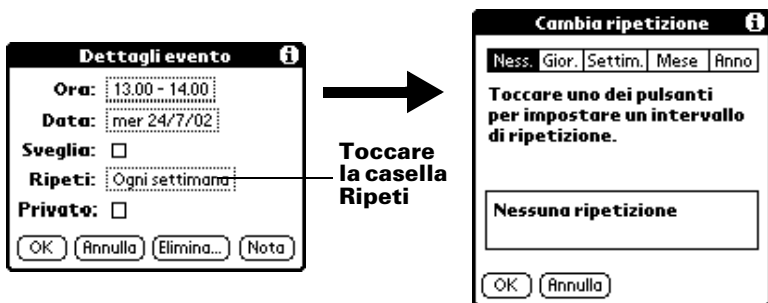 Dettagli evento
Ora: 13.00 - 14.00
Data: mer 24/7/02
Sveglia:
Ripeti: Ogni settimana
Privato:
OK Annulla Elimina... Nota
Toccare
la casella
Ripeti
Cambia ripetizione
Ness. Gior. Settim. Mese Anno
Toccare uno dei pulsanti
per impostare un intervallo
di ripetizione.
Nessuna ripetizione
OK Annulla